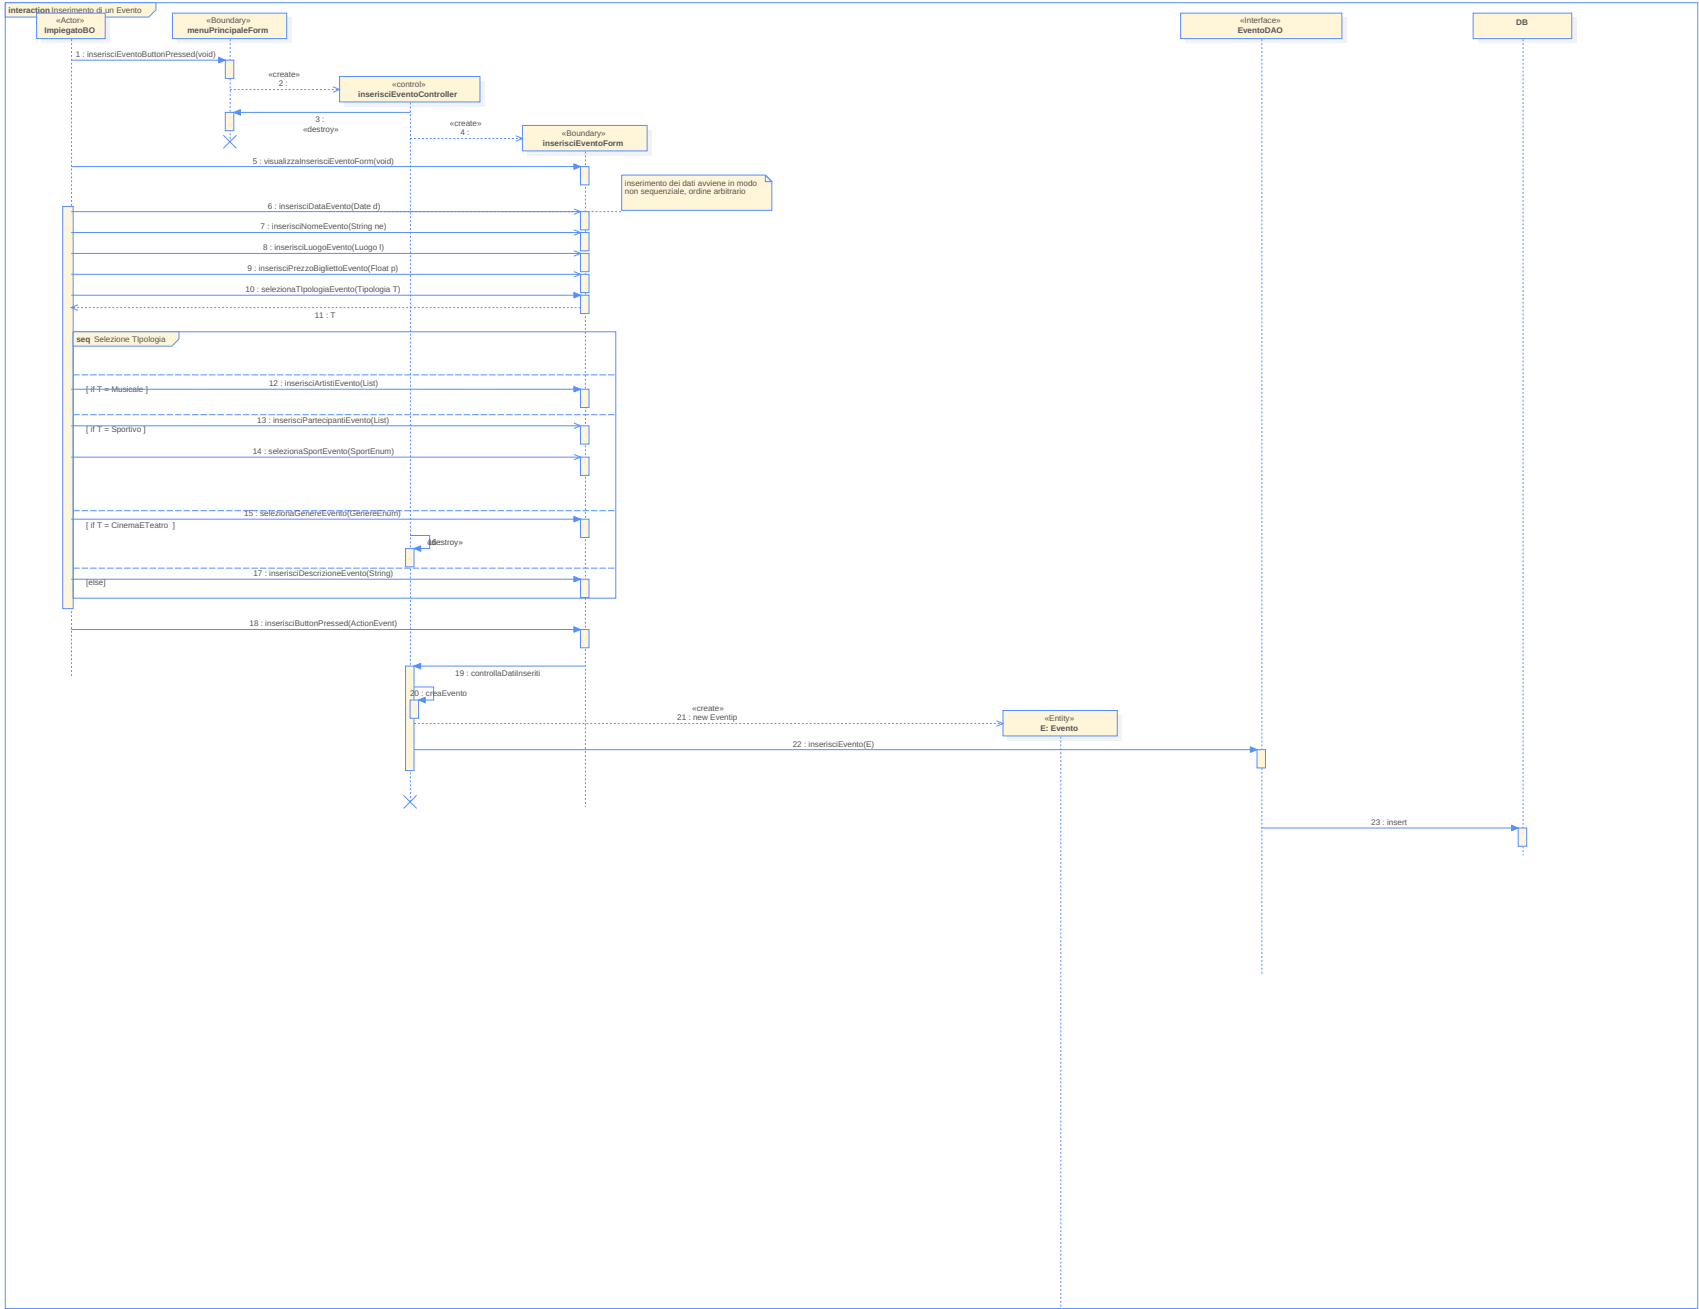 interaction Inserimento di un Evento
«Actor»
ImpiegatoBO
«Boundary»
menuPrincipaleForm
«Interface»
EventoDAO
DB
1 : inserisciEventoButtonPressed(void)
«create»
2 :
«control»
inserisciEventoController
3 :
«destroy»
«create»
4 :
«Boundary»
inserisciEventoForm
5 : visualizzaInserisciEventoForm(void)
inserimento dei dati avviene in modo
non sequenziale, ordine arbitrario
6 : inserisciDataEvento(Date d)
7 : inserisciNomeEvento(String ne)
8 : inserisciLuogoEvento(Luogo l)
9 : inserisciPrezzoBigliettoEvento(Float p)
10 : selezionaTIpologiaEvento(Tipologia T)
11 : T
seq Selezione TIpologia
12 : inserisciArtistiEvento(List)
[ if T = Musicale ]
13 : inserisciPartecipantiEvento(List)
[ if T = Sportivo ]
14 : selezionaSportEvento(SportEnum)
15 : selezionaGenereEvento(GenereEnum)
[ if T = CinemaETeatro ]
«destroy»
17 : inserisciDescrizioneEvento(String)
[else]
18 : inserisciButtonPressed(ActionEvent)
19 : controllaDatiInseriti
20 : creaEvento
«create»
21 : new Eventip
«Entity»
E: Evento
22 : inserisciEvento(E)
23 : insert